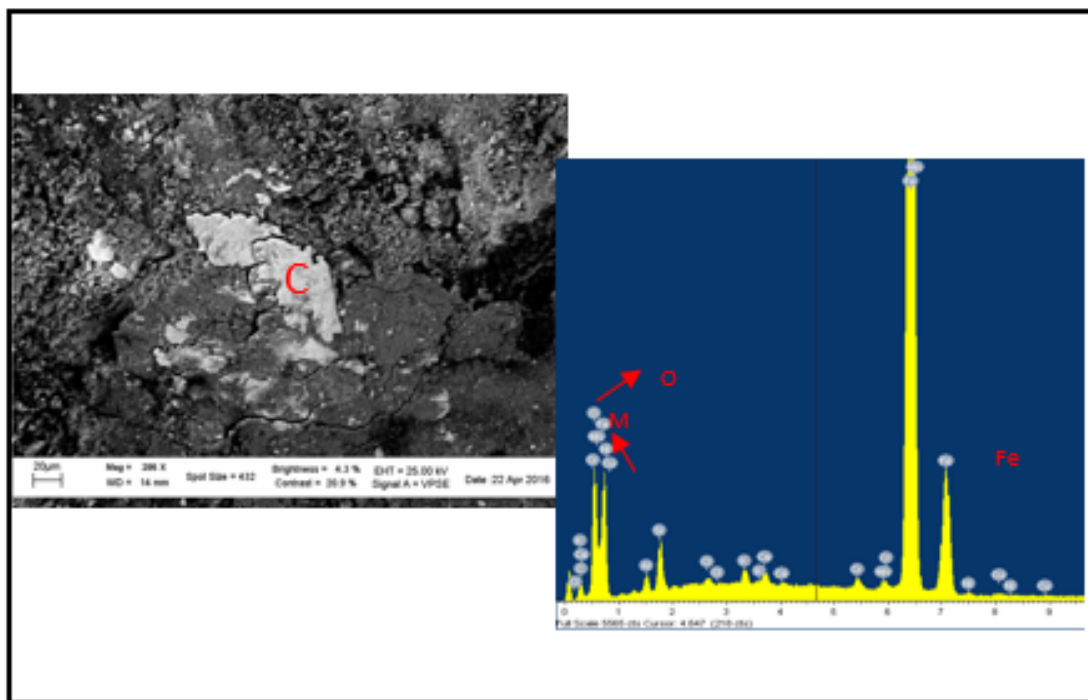 C
20µm
Mag = 396 X
WD = 14 mm
Spot Size = 432
Brightness = 4.3 %
Contrast = 39.9 %
EHT = 25.00 kV
Signal A = VPSE
Date :22 Apr 2016
O
M
Fe
0 1 2 3 4 5 6 7 8 9
Full Scale 5565 cts Cursor: 4.647 (218 cts)